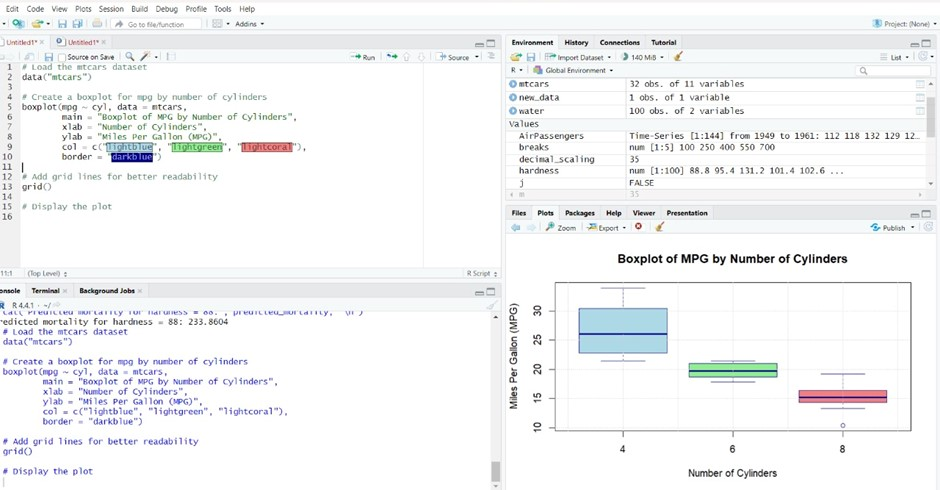 Edit Code View Plots Session Build Debug Profile Tools Help
Go to file/function Addins Project: (None)
Untitled1* Untitled1*
Source on Save Run Source
1 # Load the mtcars dataset
2 data("mtcars")
3
4 # Create a boxplot for mpg by number of cylinders
5 boxplot(mpg ~ cyl, data = mtcars,
6 main = "Boxplot of MPG by Number of Cylinders",
7 xlab = "Number of Cylinders",
8 ylab = "Miles Per Gallon (MPG)",
9 col = c("lightblue", "lightgreen", "lightcoral"),
10 border = "darkblue")
11
12 # Add grid lines for better readability
13 grid()
14
15 # Display the plot
16
11:1 (Top Level) R Script
onsole Terminal Background Jobs
R 4.4.1 · ~/
cat("Predicted mortality for hardness = 88:", predicted_mortality, "\n")
redicted mortality for hardness = 88: 233.8604
# Load the mtcars dataset
data("mtcars")
# Create a boxplot for mpg by number of cylinders
boxplot(mpg ~ cyl, data = mtcars,
main = "Boxplot of MPG by Number of Cylinders",
xlab = "Number of Cylinders",
ylab = "Miles Per Gallon (MPG)",
col = c("lightblue", "lightgreen", "lightcoral"),
border = "darkblue")
# Add grid lines for better readability
grid()
# Display the plot
Environment History Connections Tutorial
Import Dataset 140 MiB List
R Global Environment
mtcars 32 obs. of 11 variables
new_data 1 obs. of 1 variable
water 100 obs. of 2 variables
Values
AirPassengers Time-Series [1:144] from 1949 to 1961: 112 118 132 129 12...
breaks num [1:5] 100 250 400 550 700
decimal_scaling 35
hardness num [1:100] 88.8 95.4 131.2 101.4 102.6 ...
j FALSE
m 35
Files Plots Packages Help Viewer Presentation
Zoom Export Publish
Boxplot of MPG by Number of Cylinders
Miles Per Gallon (MPG)
30
25
20
15
10
4 6 8
Number of Cylinders